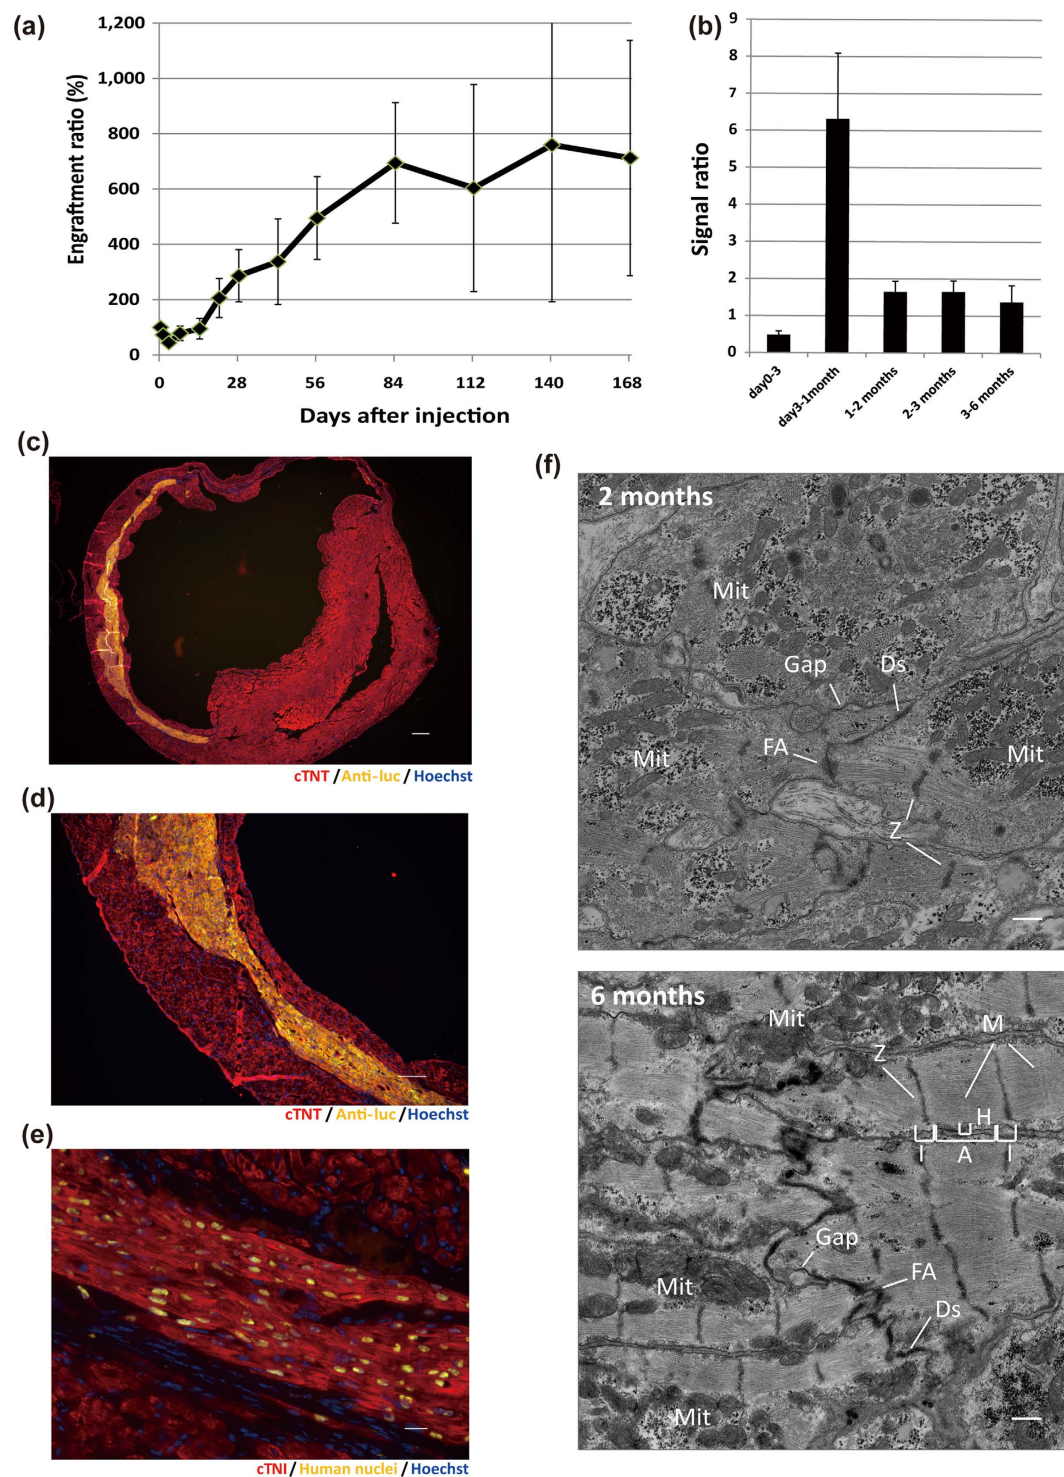 (a)
1,200
1,000
800
600
400
200
0
Engraftment ratio (%)
0 28 56 84 112 140 168
Days after injection
(b)
9
8
7
6
5
4
3
2
1
0
Signal ratio
day0-3
day3-1month
1-2 months
2-3 months
3-6 months
(c)
cTNT / Anti-luc / Hoechst
(d)
cTNT / Anti-luc /Hoechst
(e)
cTNI / Human nuclei / Hoechst
(f)
2 months
Mit
Gap Ds
FA Mit Mit
Z
6 months
Mit M
Z
H
I A I
Gap
Mit FA
Ds
Mit